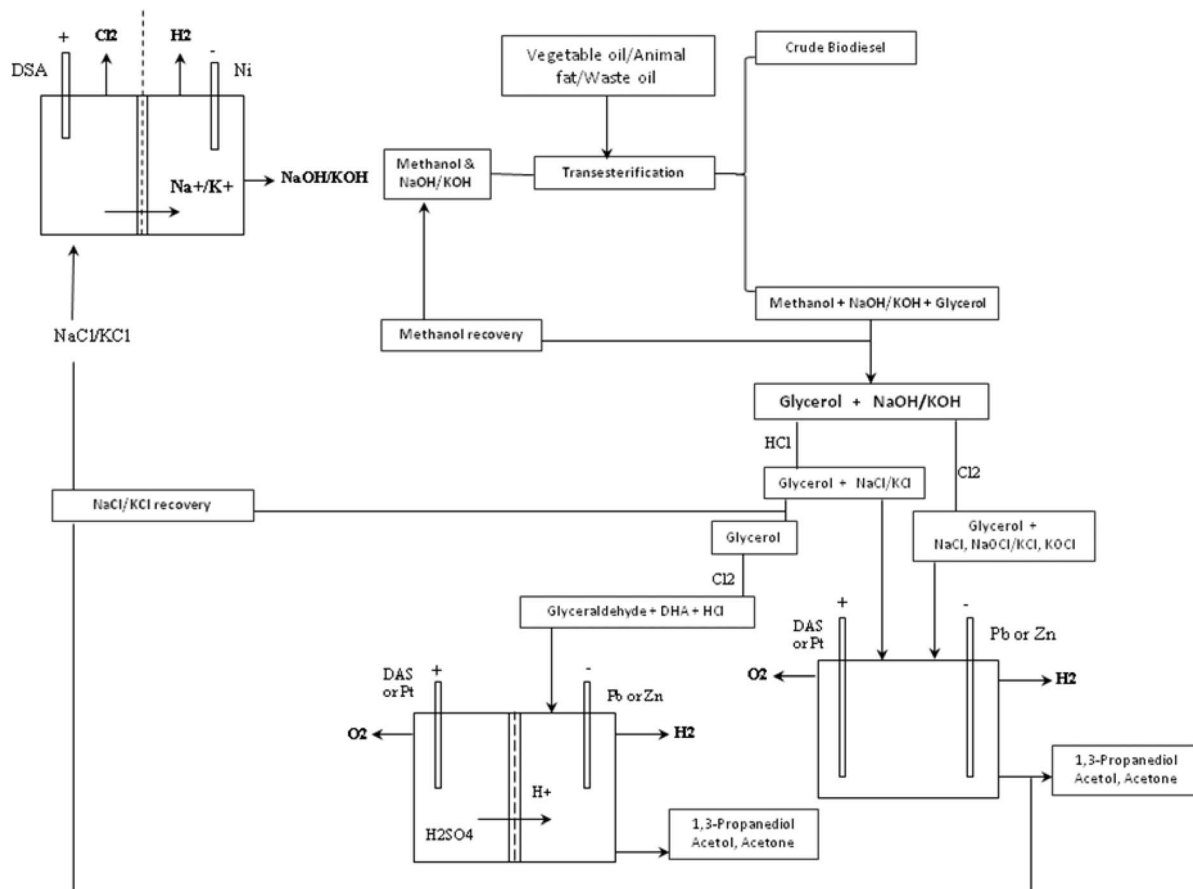 +
Cl2
H2
-
DSA
Ni
Na+/K+
NaOH/KOH
NaCl/KCl
Vegetable oil/Animal
fat/Waste oil
Crude Biodiesel
Methanol &
NaOH/KOH
Transesterification
Methanol + NaOH/KOH + Glycerol
Methanol recovery
Glycerol + NaOH/KOH
HCl
Cl2
Glycerol + NaCl/KCl
NaCl/KCl recovery
Glycerol +
NaCl, NaOCl/KCl, KOCl
Glycerol
Cl2
Glyceraldehyde + DHA + HCl
+
-
DAS
or Pt
Pb or Zn
O2
H2
1,3-Propanediol
Acetol, Acetone
+
-
DAS
or Pt
Pb or Zn
O2
H2
H+
H2SO4
1,3-Propanediol
Acetol, Acetone